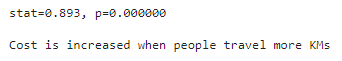 stat=0.893, p=0.000000
Cost is increased when people travel more KMs